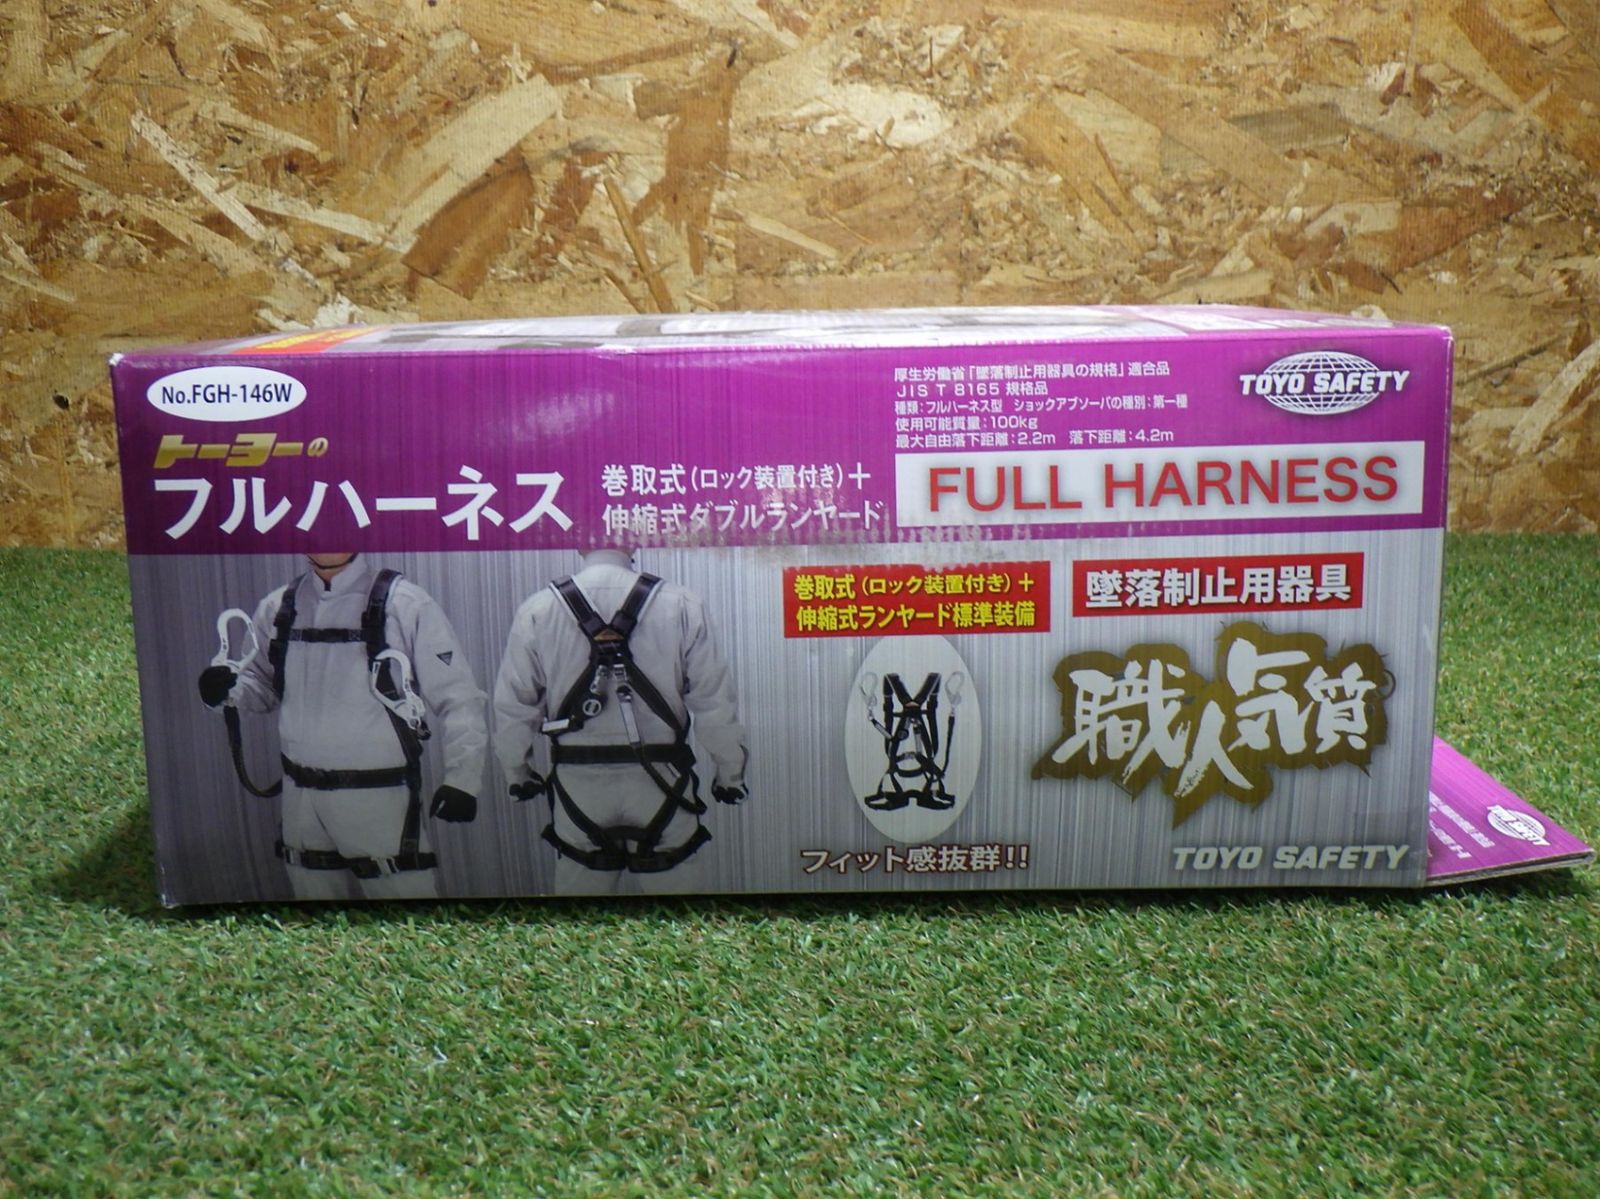 No.FGH-146W
トーヨーの
フルハーネス
巻取式(ロック装置付き)+
伸縮式ダブルランヤード
厚生労働省「墜落制止用器具の規格」適合品
JIS T 8165 規格品
種類:フルハーネス型 ショックアブソーバの種別:第一種
使用可能質量:100kg
最大自由落下距離:2.2m 落下距離:4.2m
TOYO SAFETY
FULL HARNESS
巻取式(ロック装置付き)+
伸縮式ランヤード標準装備
墜落制止用器具
職人気質
フィット感抜群!!
TOYO SAFETY